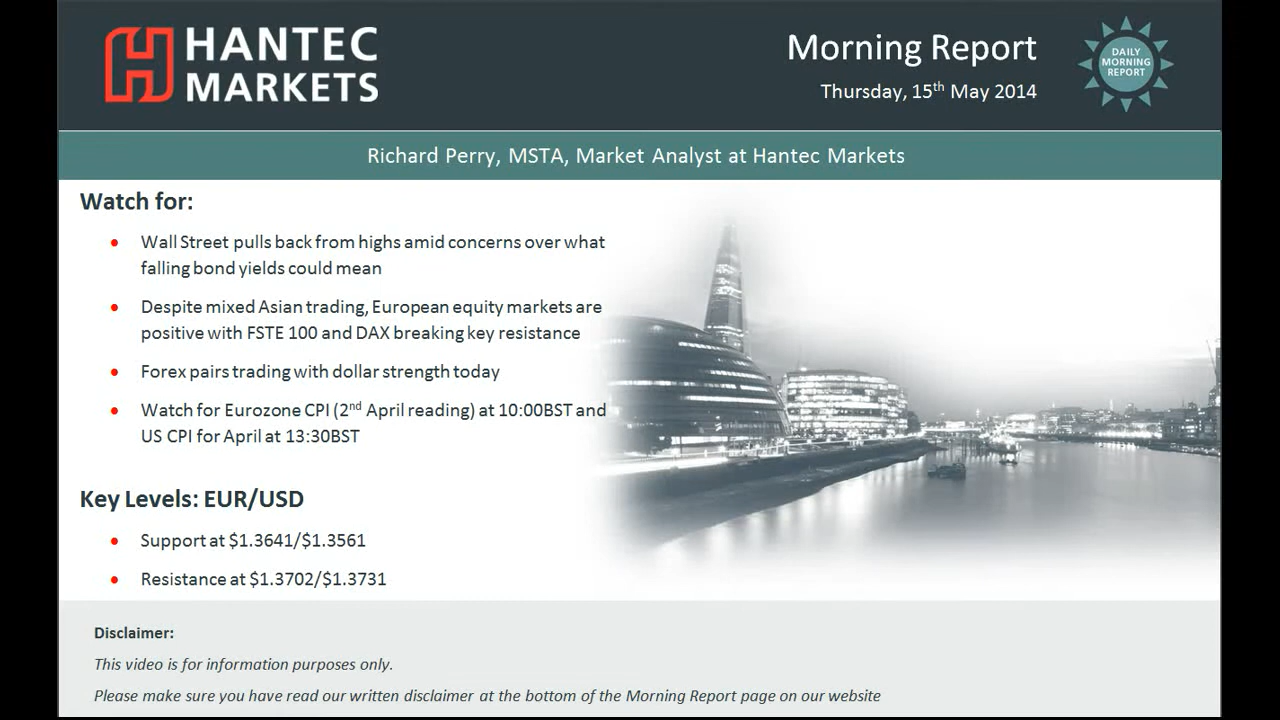 HANTEC
MARKETS
Morning Report
Thursday, 15th May 2014
DAILY
MORNING
REPORT
Richard Perry, MSTA, Market Analyst at Hantec Markets
Watch for:
• Wall Street pulls back from highs amid concerns over what
falling bond yields could mean
• Despite mixed Asian trading, European equity markets are
positive with FSTE 100 and DAX breaking key resistance
• Forex pairs trading with dollar strength today
• Watch for Eurozone CPI (2nd April reading) at 10:00BST and
US CPI for April at 13:30BST
Key Levels: EUR/USD
• Support at $1.3641/$1.3561
• Resistance at $1.3702/$1.3731
Disclaimer:
This video is for information purposes only.
Please make sure you have read our written disclaimer at the bottom of the Morning Report page on our website